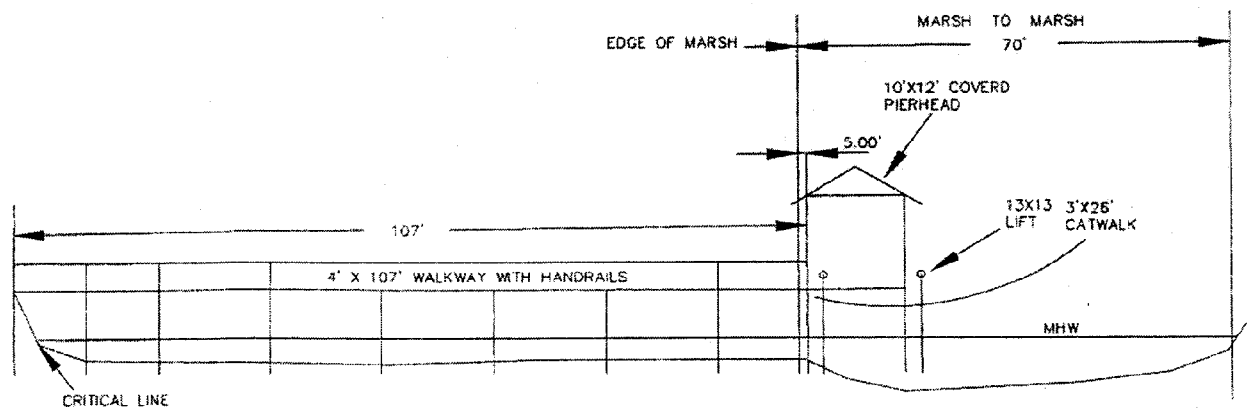 MARSH TO MARSH
70'
EDGE OF MARSH
10'X12' COVERD
PIERHEAD
5.00'
13X13
LIFT
3'X26'
CATWALK
107'
4' X 107' WALKWAY WITH HANDRAILS
MHW
CRITICAL LINE